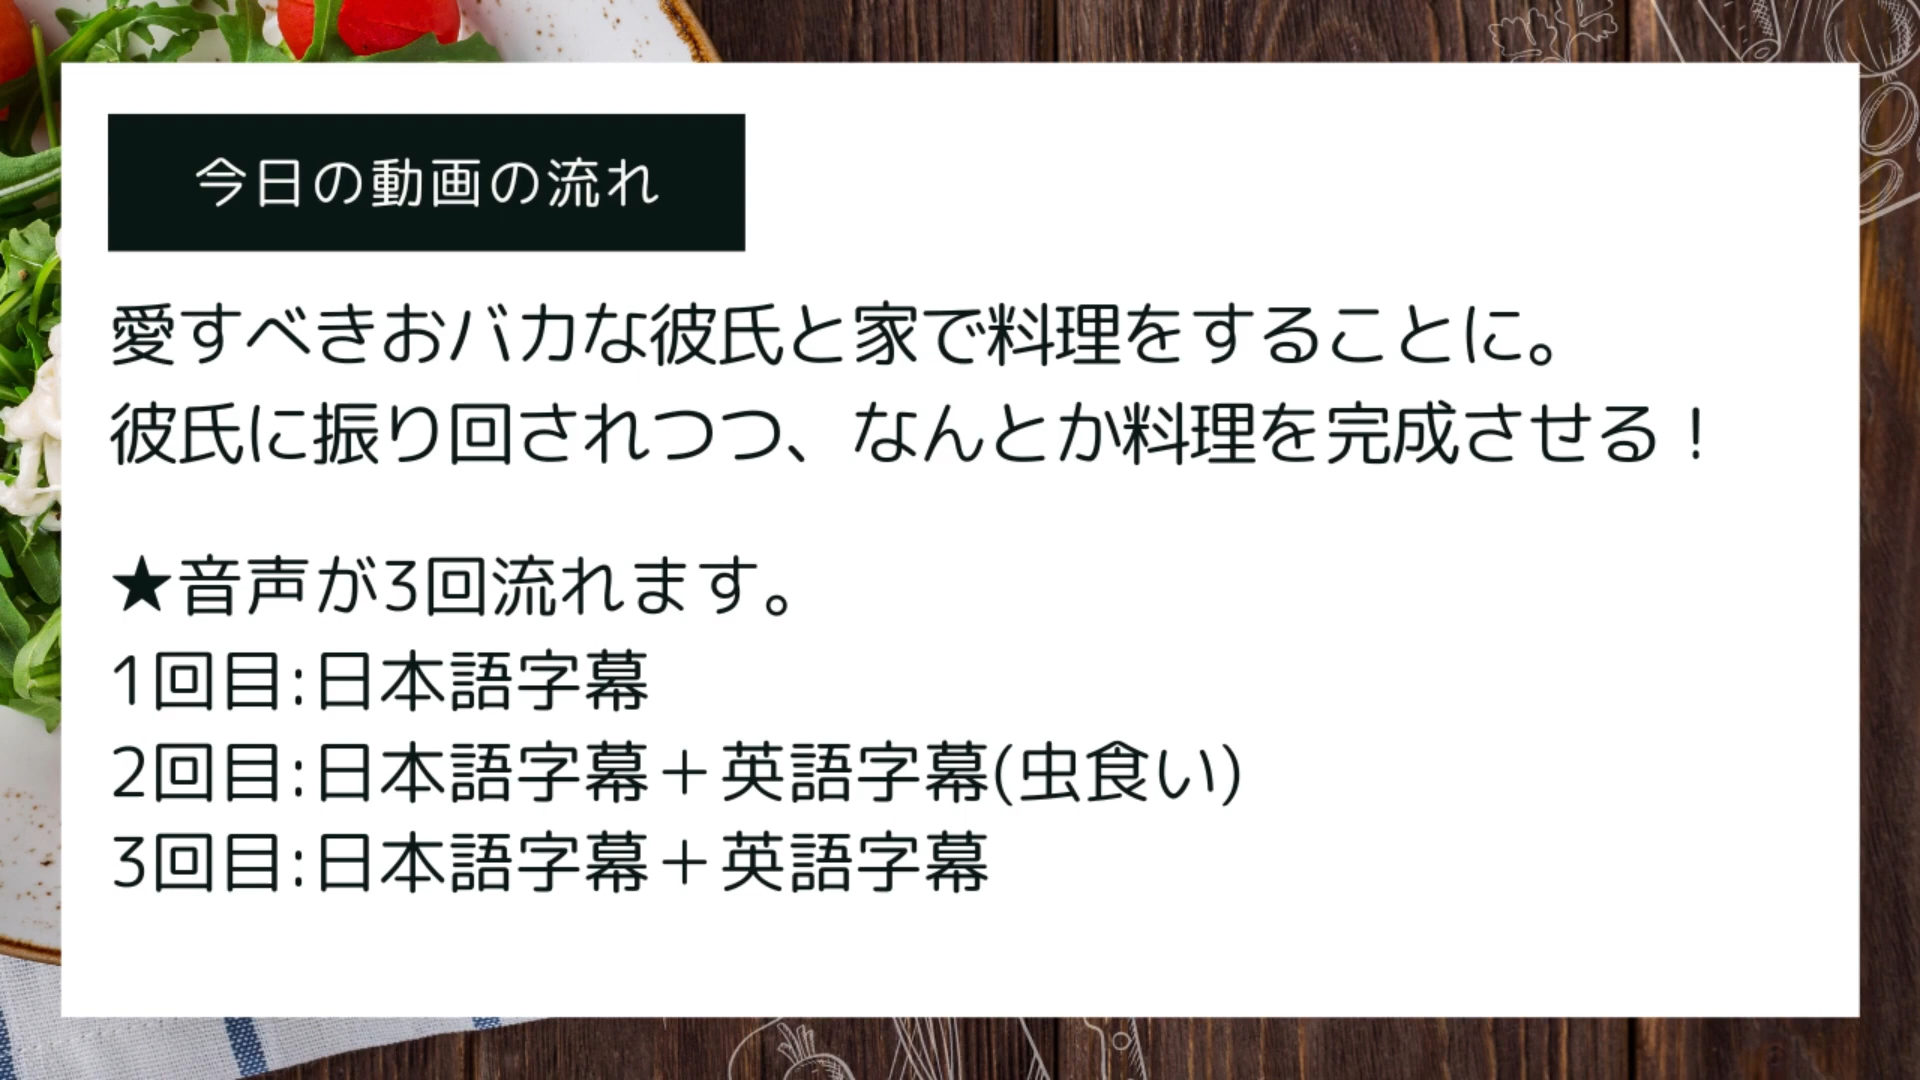 今日の動画の流れ
愛すべきおバカな彼氏と家で料理をすることに。
彼氏に振り回されつつ、なんとか料理を完成させる！
★音声が3回流れます。
1回目:日本語字幕
2回目:日本語字幕＋英語字幕(虫食い)
3回目:日本語字幕＋英語字幕